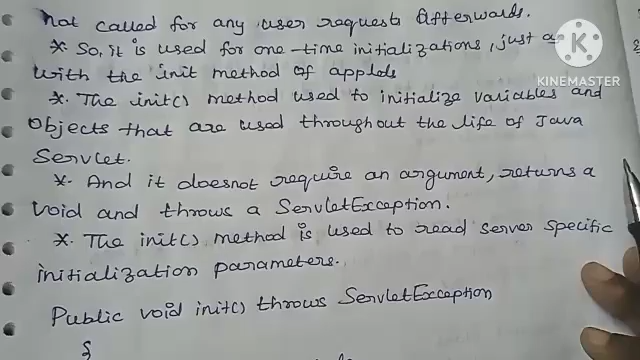 not called for any user requests Afterwards.
*. So, it is used for one-time initializations, just a
with the init method of applets
*. The init() method used to initialize variables and
Objects that are used throughout the life of Java
Servlet.
*. And it doesnot require an argument, returns a
void and throws a ServletException.
*. The init() method is used to read server specific
initialization parameters.
Public void init() throws ServletException
{
KINEMASTER